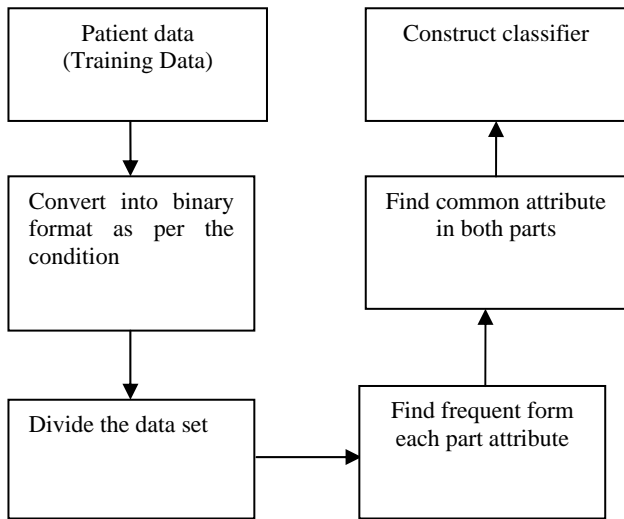 Patient data
(Training Data)
Convert into binary
format as per the
condition
Divide the data set
Find frequent form
each part attribute
Find common attribute
in both parts
Construct classifier